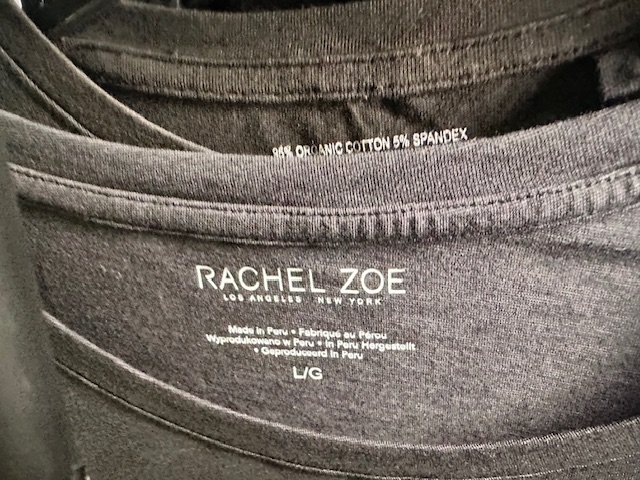 95% ORGANIC COTTON 5% SPANDEX
RACHEL ZOE
LOS ANGELES NEW YORK
Made in Peru • Fabriqué au Pérou
Wyprodukowano w Peru • In Peru Hergestellt
• Geproduceerd in Peru
L/G